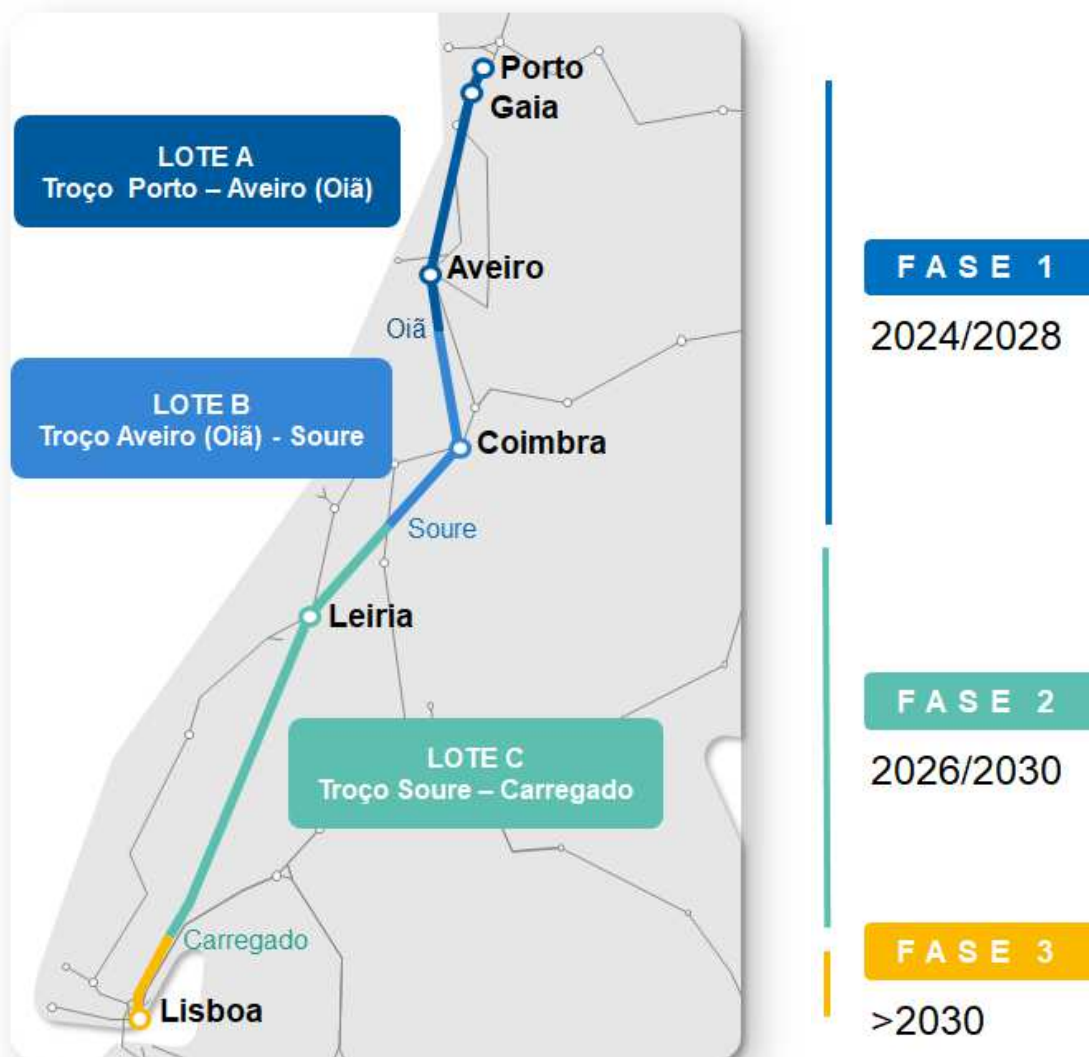 Porto
Gaia
LOTE A
Troço Porto – Aveiro (Oiã)
Aveiro
Oiã
LOTE B
Troço Aveiro (Oiã) - Soure
Coimbra
Soure
Leiria
LOTE C
Troço Soure – Carregado
Carregado
Lisboa
FASE 1
2024/2028
FASE 2
2026/2030
FASE 3
>2030